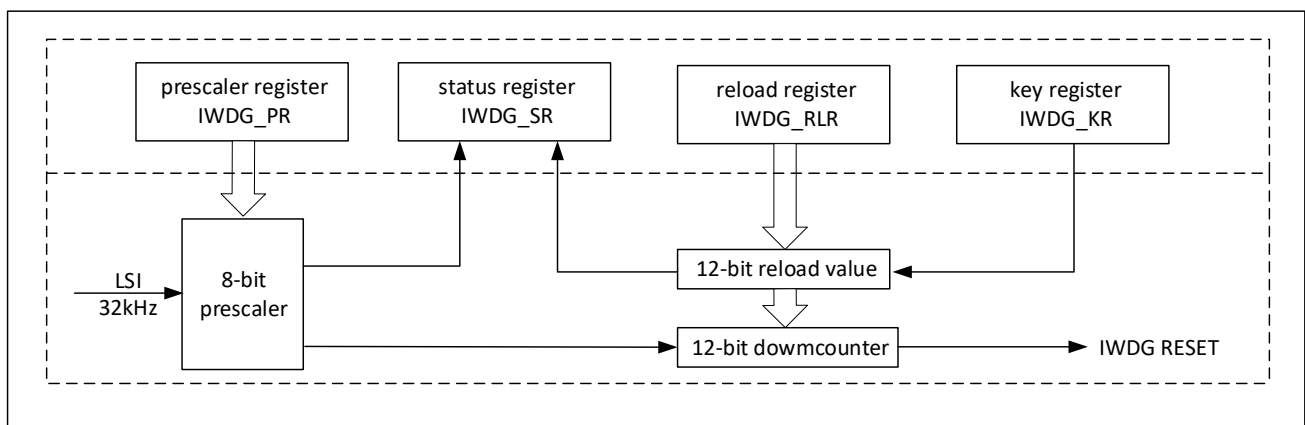 prescaler register
IWDG_PR
status register
IWDG_SR
reload register
IWDG_RLR
key register
IWDG_KR
LSI
32kHz
8-bit
prescaler
12-bit reload value
12-bit dowmcounter
IWDG RESET